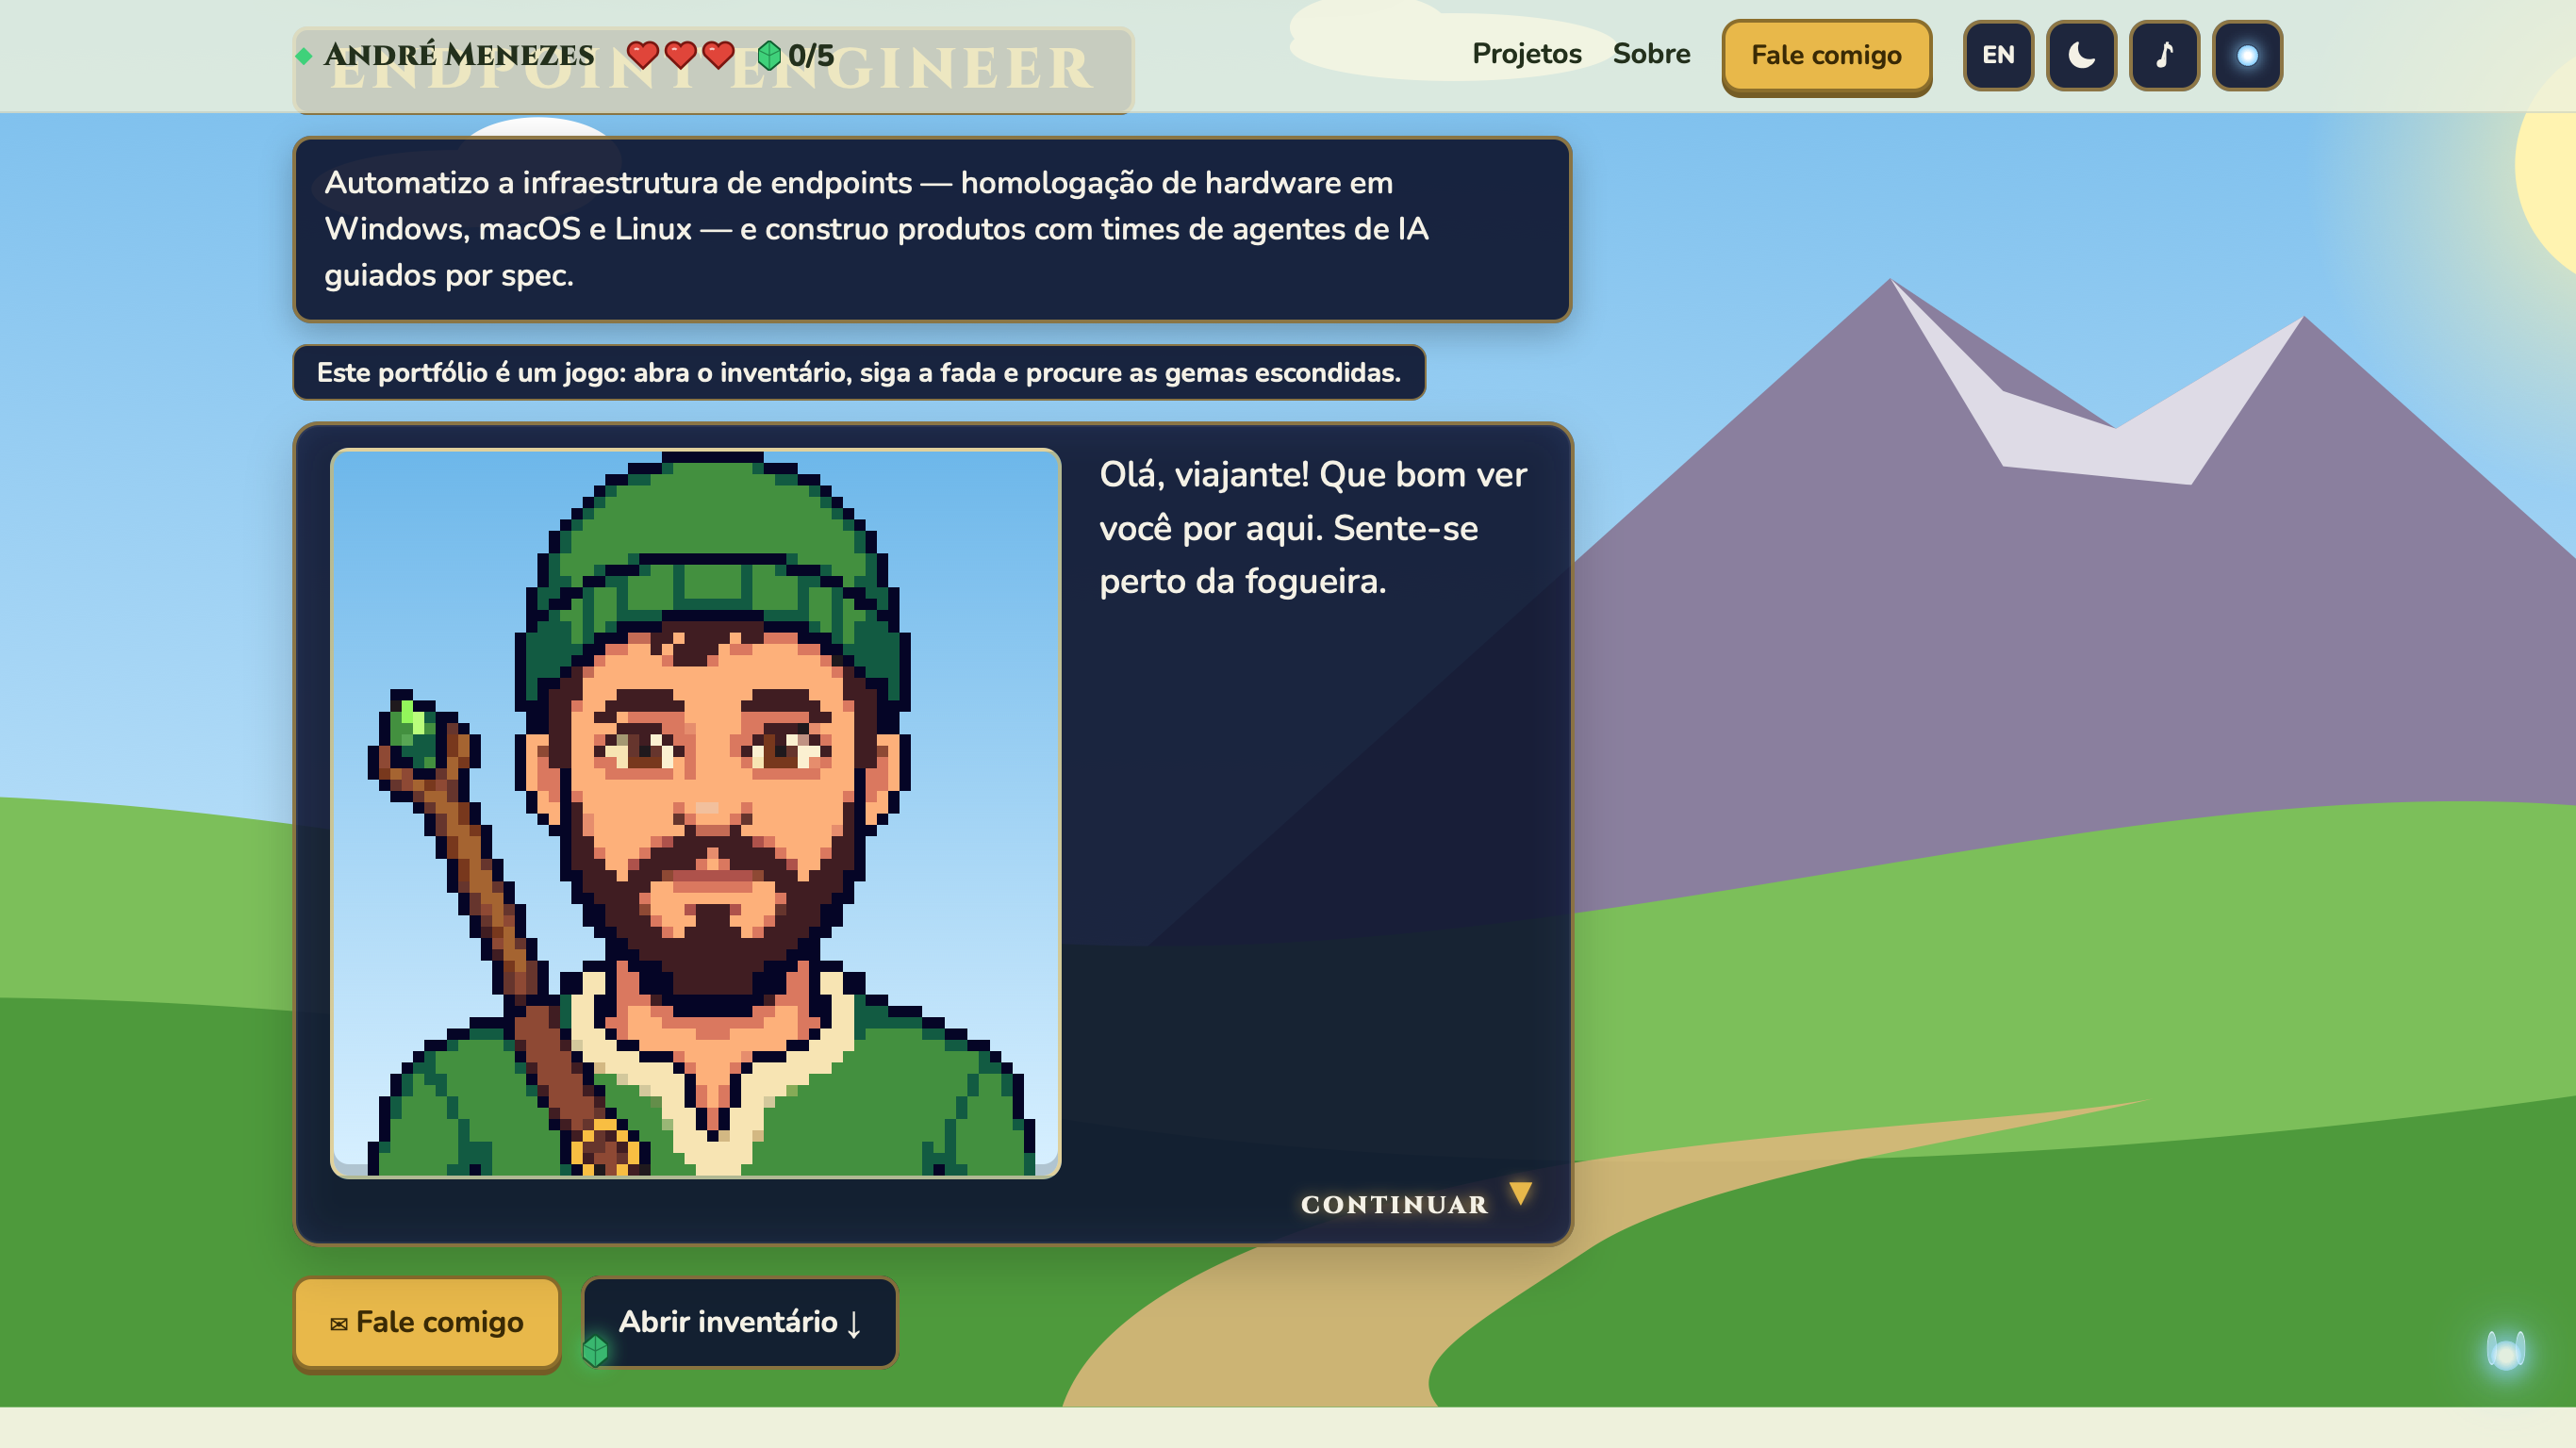 ANDRÉ MENEZES 0/5 Projetos Sobre Fale comigo EN
ENDPOINT ENGINEER
Automatizo a infraestrutura de endpoints — homologação de hardware em
Windows, macOS e Linux — e construo produtos com times de agentes de IA
guiados por spec.
Este portfólio é um jogo: abra o inventário, siga a fada e procure as gemas escondidas.
Olá, viajante! Que bom ver
você por aqui. Sente-se
perto da fogueira.
CONTINUAR ▼
✉ Fale comigo
Abrir inventário ↓